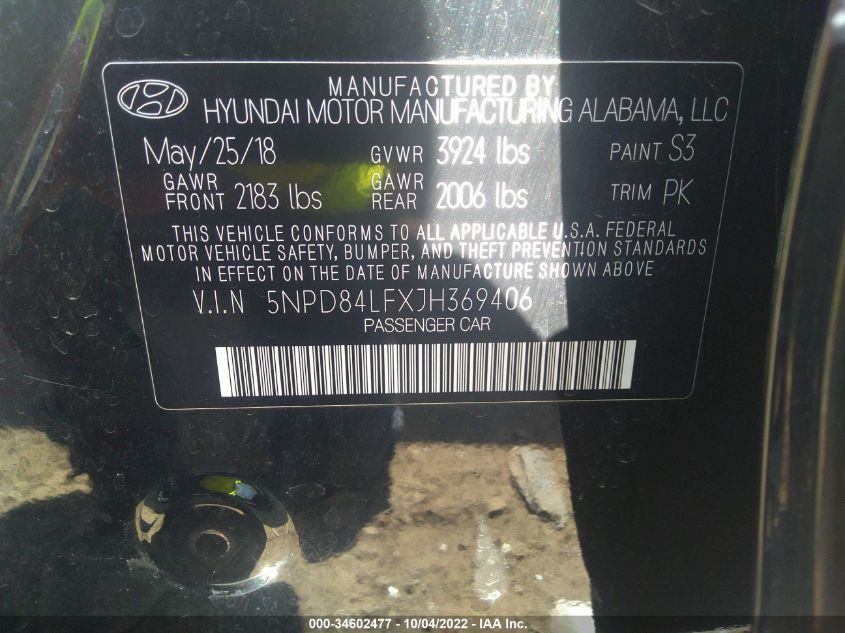 MANUFACTURED BY
HYUNDAI MOTOR MANUFACTURING ALABAMA, LLC
May/25/18 GVWR 3924 lbs PAINT S3
GAWR FRONT 2183 lbs GAWR REAR 2006 lbs TRIM PK
THIS VEHICLE CONFORMS TO ALL APPLICABLE U.S.A. FEDERAL
MOTOR VEHICLE SAFETY, BUMPER, AND THEFT PREVENTION STANDARDS
IN EFFECT ON THE DATE OF MANUFACTURE SHOWN ABOVE
V.I.N 5NPD84LFXJH369406
PASSENGER CAR
000-34602477 - 10/04/2022 - IAA Inc.